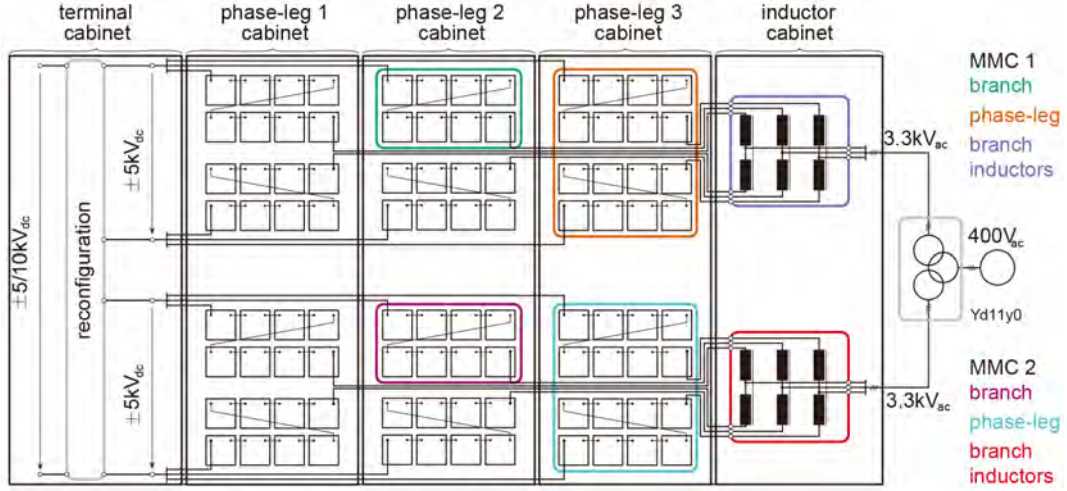 terminal cabinet
phase-leg 1 cabinet
phase-leg 2 cabinet
phase-leg 3 cabinet
inductor cabinet
±5/10kVdc
reconfiguration
±5kVdc
±5kVdc
3.3kVac
3.3kVac
400Vac
Yd11y0
MMC 1
branch
phase-leg
branch
inductors
MMC 2
branch
phase-leg
branch
inductors